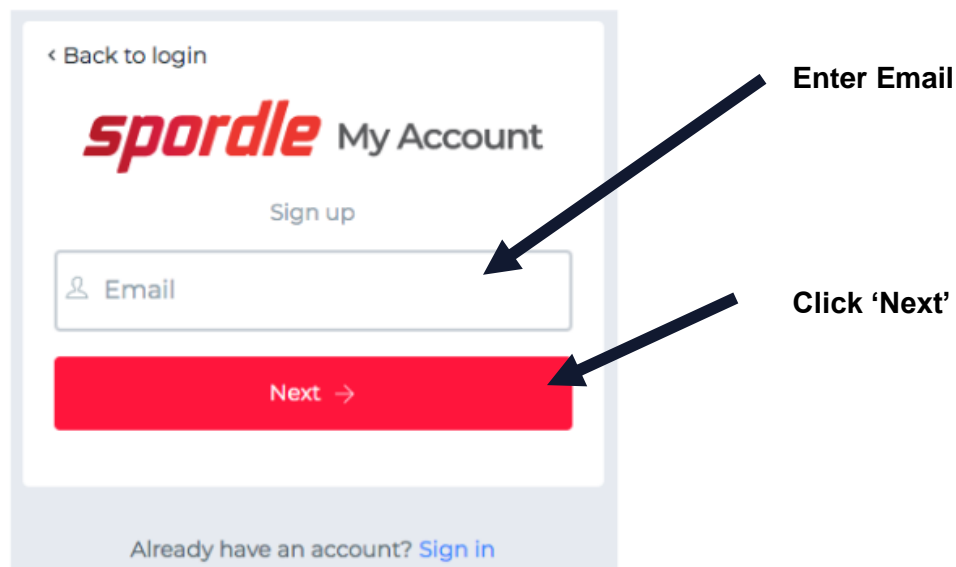 < Back to login
Enter Email
spordle My Account
Sign up
Email
Click ‘Next’
Next →
Already have an account? Sign in